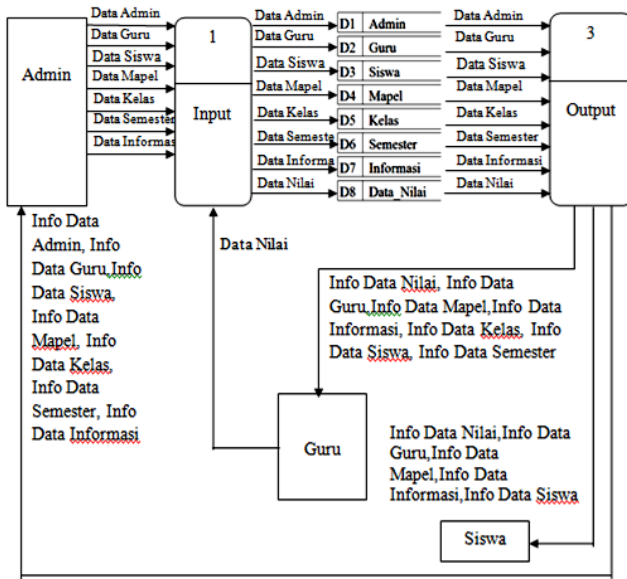 Admin
Data Admin
Data Guru
Data Siswa
Data Mapel
Data Kelas
Data Semester
Data Informas
1
Input
Data Admin
Data Guru
Data Siswa
Data Mapel
Data Kelas
Data Semeste
Data Informa
Data Nilai
D1 Admin
D2 Guru
D3 Siswa
D4 Mapel
D5 Kelas
D6 Semester
D7 Informasi
D8 Data_Nilai
Data Admin
Data Guru
Data Siswa
Data Mapel
Data Kelas
Data Semester
Data Informasi
Data Nilai
3
Output
Info Data
Admin, Info
Data Guru,Info
Data Siswa,
Info Data
Mapel, Info
Data Kelas,
Info Data
Semester, Info
Data Informasi
Data Nilai
Info Data Nilai, Info Data
Guru,Info Data Mapel,Info Data
Informasi, Info Data Kelas, Info
Data Siswa, Info Data Semester
Guru
Info Data Nilai,Info Data
Guru,Info Data
Mapel,Info Data
Informasi,Info Data Siswa
Siswa